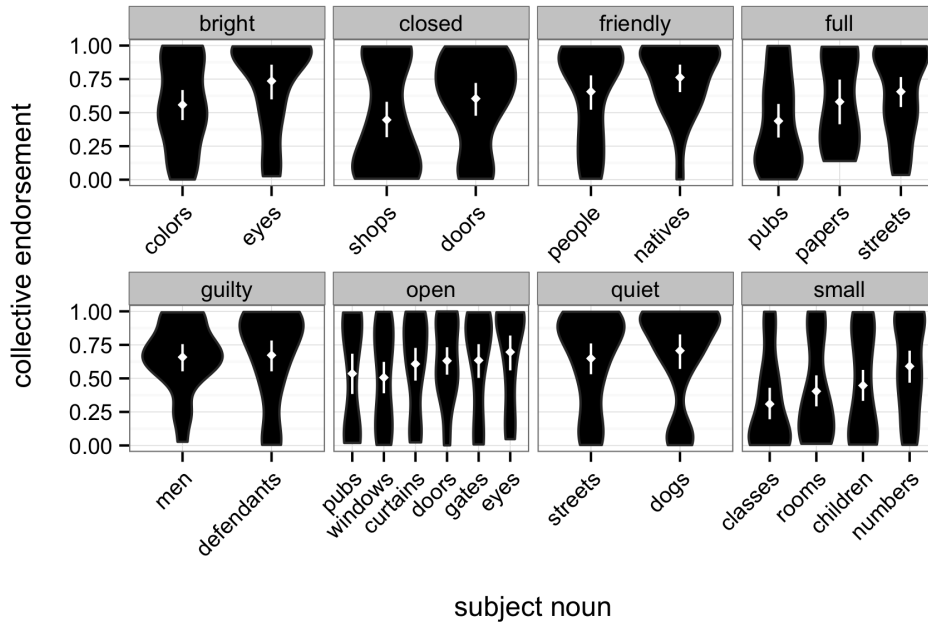 bright closed friendly full
1.00
0.75
0.50
0.25
0.00
colors eyes shops doors people natives pubs papers streets
collective endorsement
guilty open quiet small
1.00
0.75
0.50
0.25
0.00
men defendants pubs windows curtains doors gates eyes streets dogs classes rooms children numbers
subject noun